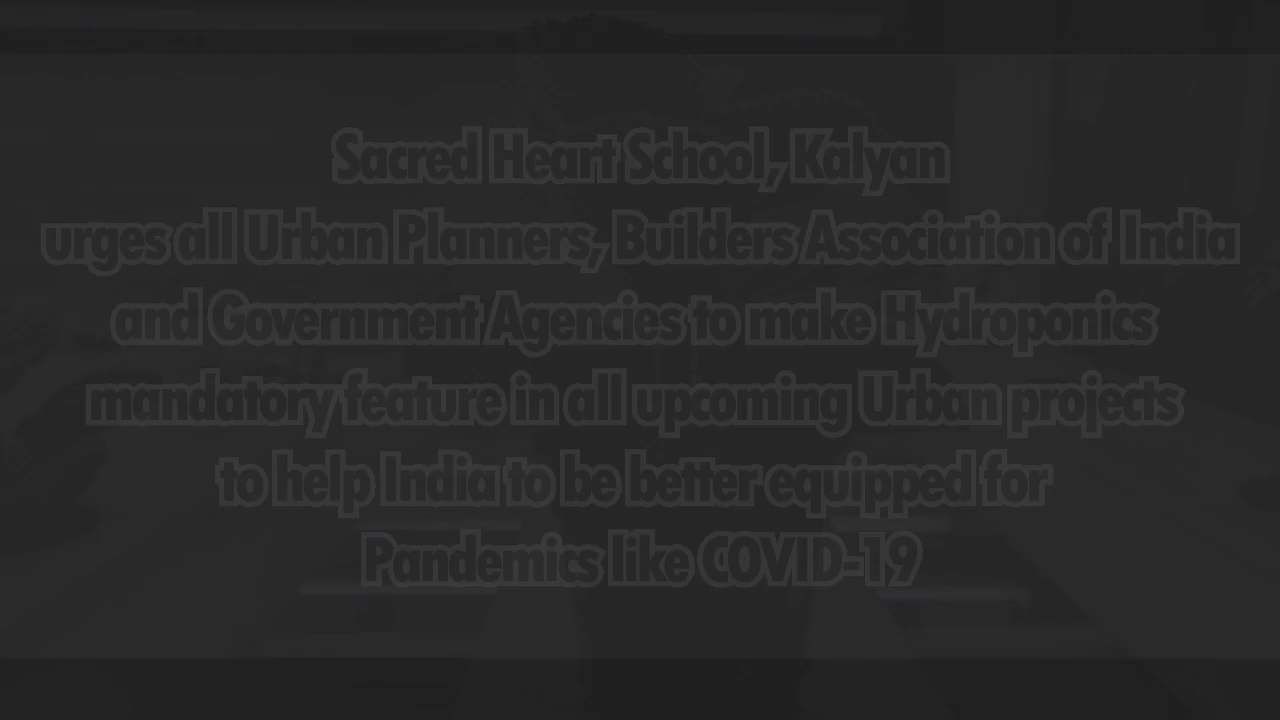 Sacred Heart School, Kalyan
urges all Urban Planners, Builders Association of India
and Government Agencies to make Hydroponics
mandatory feature in all upcoming Urban projects
to help India to be better equipped for
Pandemics like COVID-19